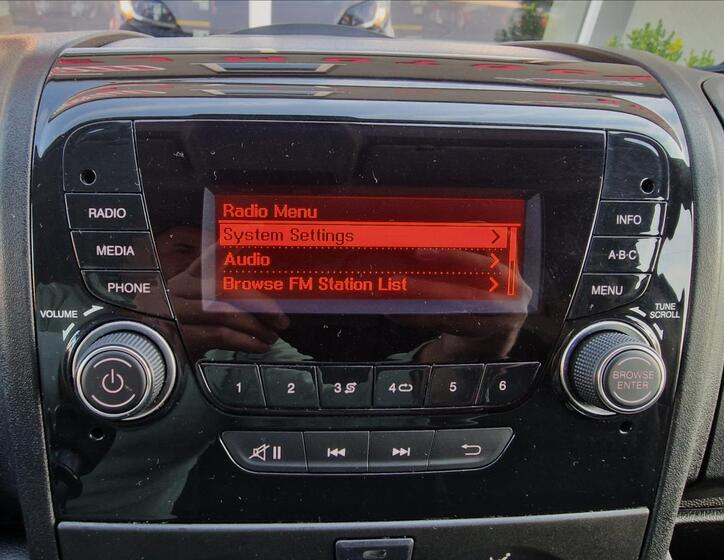 Radio Menu
System Settings
Audio
Browse FM Station List
RADIO
MEDIA
PHONE
VOLUME
INFO
A-B-C
MENU
TUNE
SCROLL
BROWSE
ENTER
1
2
3
4
5
6